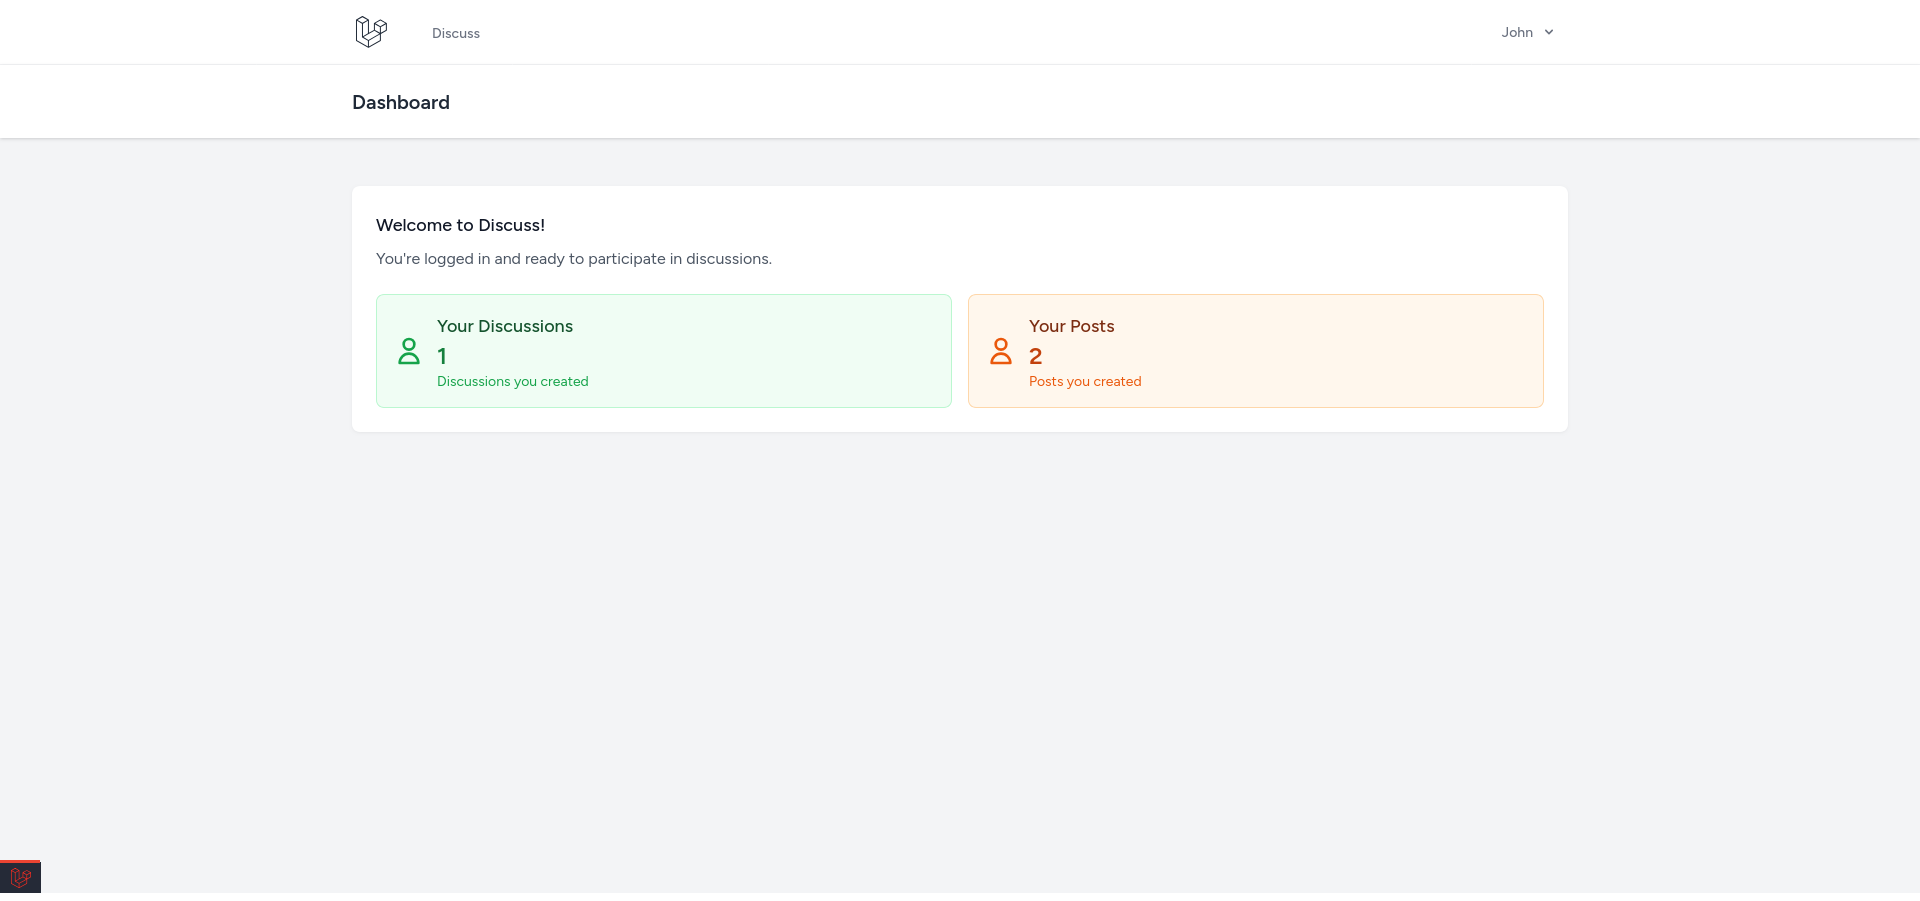 Discuss
John
Dashboard
Welcome to Discuss!
You're logged in and ready to participate in discussions.
Your Discussions
1
Discussions you created
Your Posts
2
Posts you created